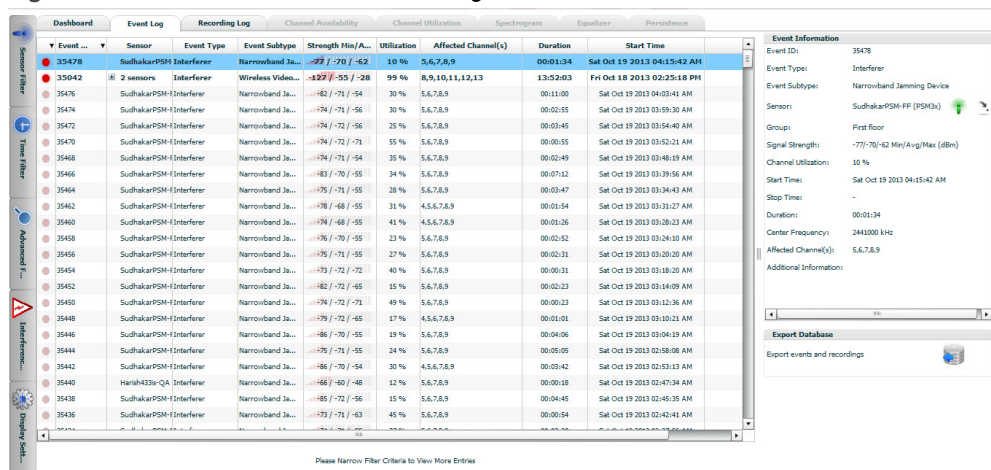 Dashboard Event Log Recording Log Channel Availability Channel Utilization Spectrogram Equalizer Persistence
Sensor Filter
Time Filter
Advanced F...
Interferenc...
Display Sett...
Event ... Sensor Event Type Event Subtype Strength Min/A... Utilization Affected Channel(s) Duration Start Time
35478 SudhakarPSM Interferer Narrowband Ja... -77 / -70 / -62 10 % 5,6,7,8,9 00:01:34 Sat Oct 19 2013 04:15:42 AM
35042 2 sensors Interferer Wireless Video... -127 / -55 / -28 99 % 8,9,10,11,12,13 13:52:03 Fri Oct 18 2013 02:25:18 PM
35476 SudhakarPSM-F Interferer Narrowband Ja... -82 / -71 / -54 30 % 5,6,7,8,9 00:11:00 Sat Oct 19 2013 04:03:41 AM
35474 SudhakarPSM-F Interferer Narrowband Ja... -74 / -71 / -56 30 % 5,6,7,8,9 00:02:55 Sat Oct 19 2013 03:59:30 AM
35472 SudhakarPSM-F Interferer Narrowband Ja... -74 / -72 / -56 25 % 5,6,7,8,9 00:03:45 Sat Oct 19 2013 03:54:40 AM
35470 SudhakarPSM-F Interferer Narrowband Ja... -74 / -72 / -71 55 % 5,6,7,8,9 00:00:55 Sat Oct 19 2013 03:52:21 AM
35468 SudhakarPSM-F Interferer Narrowband Ja... -74 / -71 / -54 35 % 5,6,7,8,9 00:02:49 Sat Oct 19 2013 03:48:19 AM
35466 SudhakarPSM-F Interferer Narrowband Ja... -83 / -70 / -55 34 % 5,6,7,8,9 00:07:12 Sat Oct 19 2013 03:39:56 AM
35464 SudhakarPSM-F Interferer Narrowband Ja... -75 / -71 / -55 28 % 5,6,7,8,9 00:03:47 Sat Oct 19 2013 03:34:43 AM
35462 SudhakarPSM-F Interferer Narrowband Ja... -78 / -68 / -55 31 % 4,5,6,7,8,9 00:01:54 Sat Oct 19 2013 03:31:27 AM
35460 SudhakarPSM-F Interferer Narrowband Ja... -74 / -68 / -55 41 % 4,5,6,7,8,9 00:01:26 Sat Oct 19 2013 03:28:23 AM
35458 SudhakarPSM-F Interferer Narrowband Ja... -76 / -70 / -55 23 % 5,6,7,8,9 00:02:52 Sat Oct 19 2013 03:24:10 AM
35456 SudhakarPSM-F Interferer Narrowband Ja... -75 / -71 / -55 27 % 5,6,7,8,9 00:02:31 Sat Oct 19 2013 03:20:20 AM
35454 SudhakarPSM-F Interferer Narrowband Ja... -73 / -72 / -72 40 % 5,6,7,8,9 00:00:31 Sat Oct 19 2013 03:18:20 AM
35452 SudhakarPSM-F Interferer Narrowband Ja... -82 / -72 / -65 15 % 5,6,7,8,9 00:02:23 Sat Oct 19 2013 03:14:09 AM
35450 SudhakarPSM-F Interferer Narrowband Ja... -74 / -72 / -71 49 % 5,6,7,8,9 00:00:23 Sat Oct 19 2013 03:12:36 AM
35448 SudhakarPSM-F Interferer Narrowband Ja... -79 / -72 / -65 17 % 4,5,6,7,8,9 00:01:01 Sat Oct 19 2013 03:10:21 AM
35446 SudhakarPSM-F Interferer Narrowband Ja... -86 / -70 / -55 19 % 5,6,7,8,9 00:04:06 Sat Oct 19 2013 03:04:19 AM
35444 SudhakarPSM-F Interferer Narrowband Ja... -75 / -71 / -55 24 % 5,6,7,8,9 00:05:05 Sat Oct 19 2013 02:58:08 AM
35442 SudhakarPSM-F Interferer Narrowband Ja... -86 / -70 / -54 30 % 4,5,6,7,8,9 00:03:42 Sat Oct 19 2013 02:53:13 AM
35440 Harish433is-QA Interferer Narrowband Ja... -66 / -60 / -48 12 % 5,6,7,8,9 00:00:18 Sat Oct 19 2013 02:47:34 AM
35438 SudhakarPSM-F Interferer Narrowband Ja... -85 / -72 / -56 15 % 5,6,7,8,9 00:04:45 Sat Oct 19 2013 02:45:35 AM
35436 SudhakarPSM-F Interferer Narrowband Ja... -73 / -71 / -63 45 % 5,6,7,8,9 00:00:54 Sat Oct 19 2013 02:42:41 AM
Please Narrow Filter Criteria to View More Entries
Event Information
Event ID: 35478
Event Type: Interferer
Event Subtype: Narrowband Jamming Device
Sensor: SudhakarPSM-FF (PSM3x)
Group: First floor
Signal Strength: -77/-70/-62 Min/Avg/Max (dBm)
Channel Utilization: 10 %
Start Time: Sat Oct 19 2013 04:15:42 AM
Stop Time: -
Duration: 00:01:34
Center Frequency: 2441000 kHz
Affected Channel(s): 5,6,7,8,9
Additional Information:
Export Database
Export events and recordings